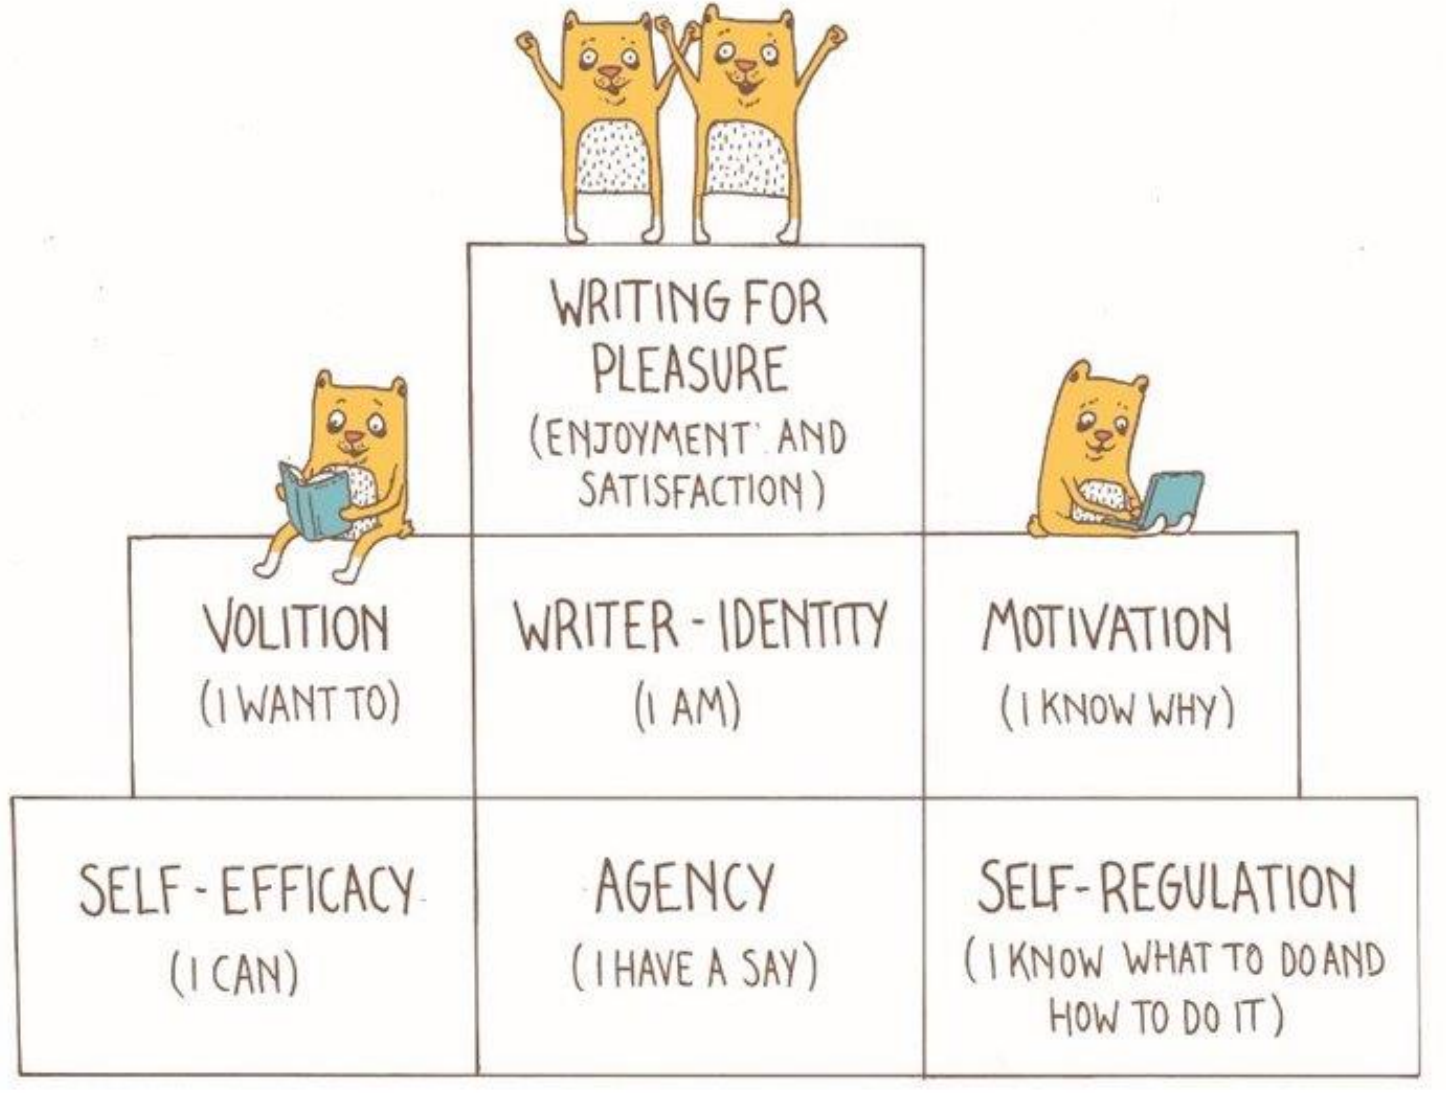 WRITING FOR
PLEASURE
(ENJOYMENT AND
SATISFACTION)
VOLITION
(I WANT TO)
WRITER-IDENTITY
(I AM)
MOTIVATION
(I KNOW WHY)
SELF-EFFICACY
(I CAN)
AGENCY
(I HAVE A SAY)
SELF-REGULATION
(I KNOW WHAT TO DO AND
HOW TO DO IT)